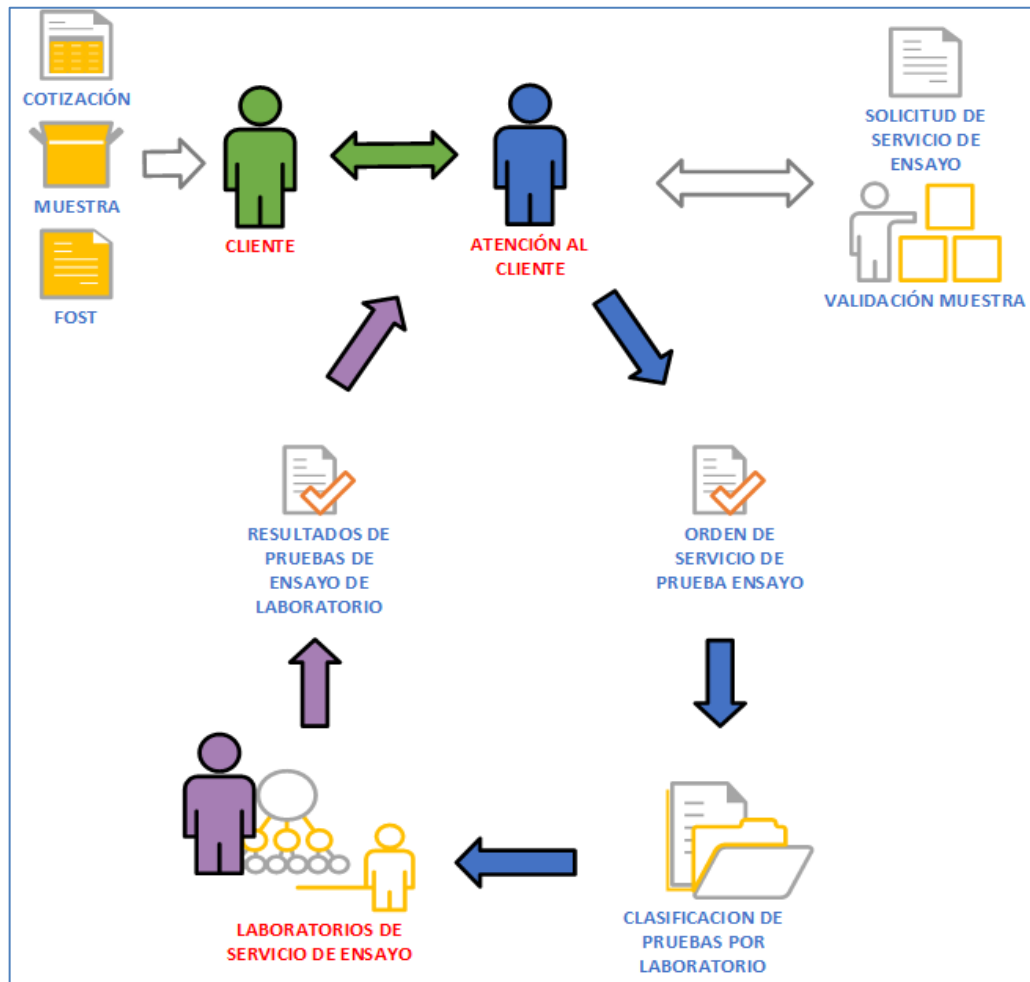 COTIZACIÓN
MUESTRA
FOST
CLIENTE
ATENCIÓN AL
CLIENTE
SOLICITUD DE
SERVICIO DE
ENSAYO
VALIDACIÓN MUESTRA
RESULTADOS DE
PRUEBAS DE
ENSAYO DE
LABORATORIO
ORDEN DE
SERVICIO DE
PRUEBA ENSAYO
LABORATORIOS DE
SERVICIO DE ENSAYO
CLASIFICACION DE
PRUEBAS POR
LABORATORIO